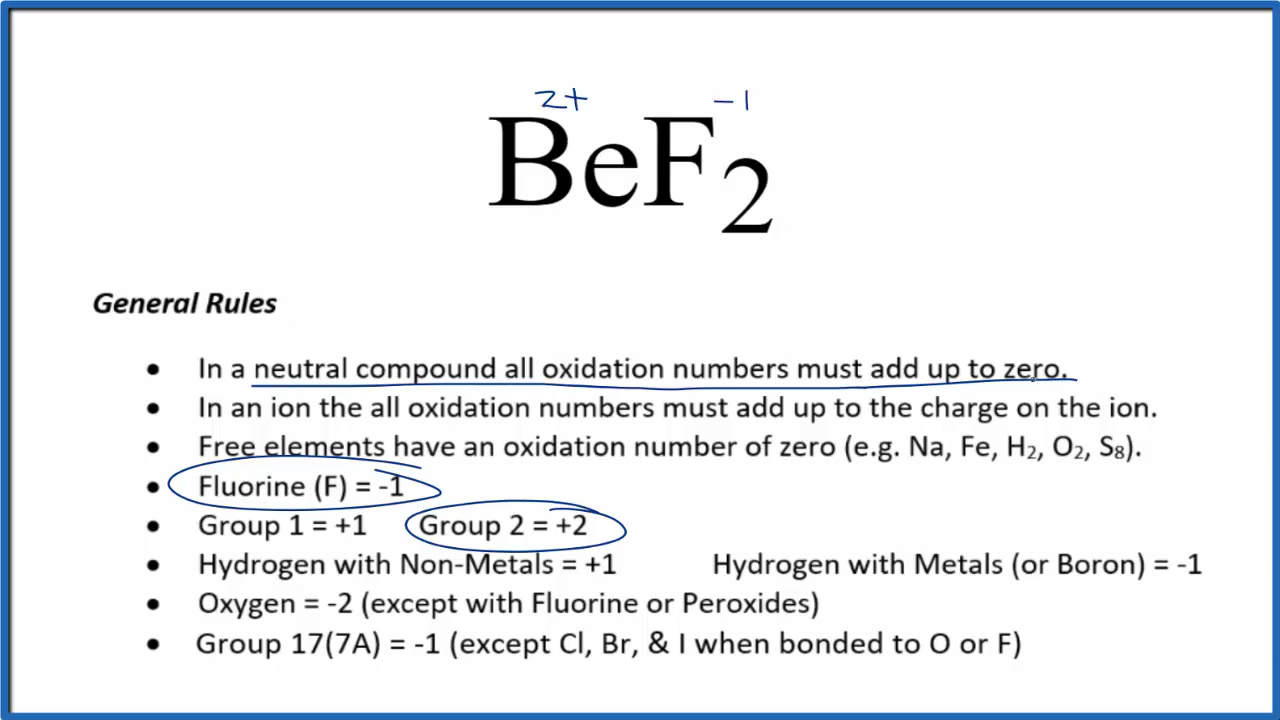 2+ -1
BeF2
General Rules
• In a neutral compound all oxidation numbers must add up to zero.
• In an ion the all oxidation numbers must add up to the charge on the ion.
• Free elements have an oxidation number of zero (e.g. Na, Fe, H2, O2, S8).
• Fluorine (F) = -1
• Group 1 = +1 Group 2 = +2
• Hydrogen with Non-Metals = +1 Hydrogen with Metals (or Boron) = -1
• Oxygen = -2 (except with Fluorine or Peroxides)
• Group 17(7A) = -1 (except Cl, Br, & I when bonded to O or F)